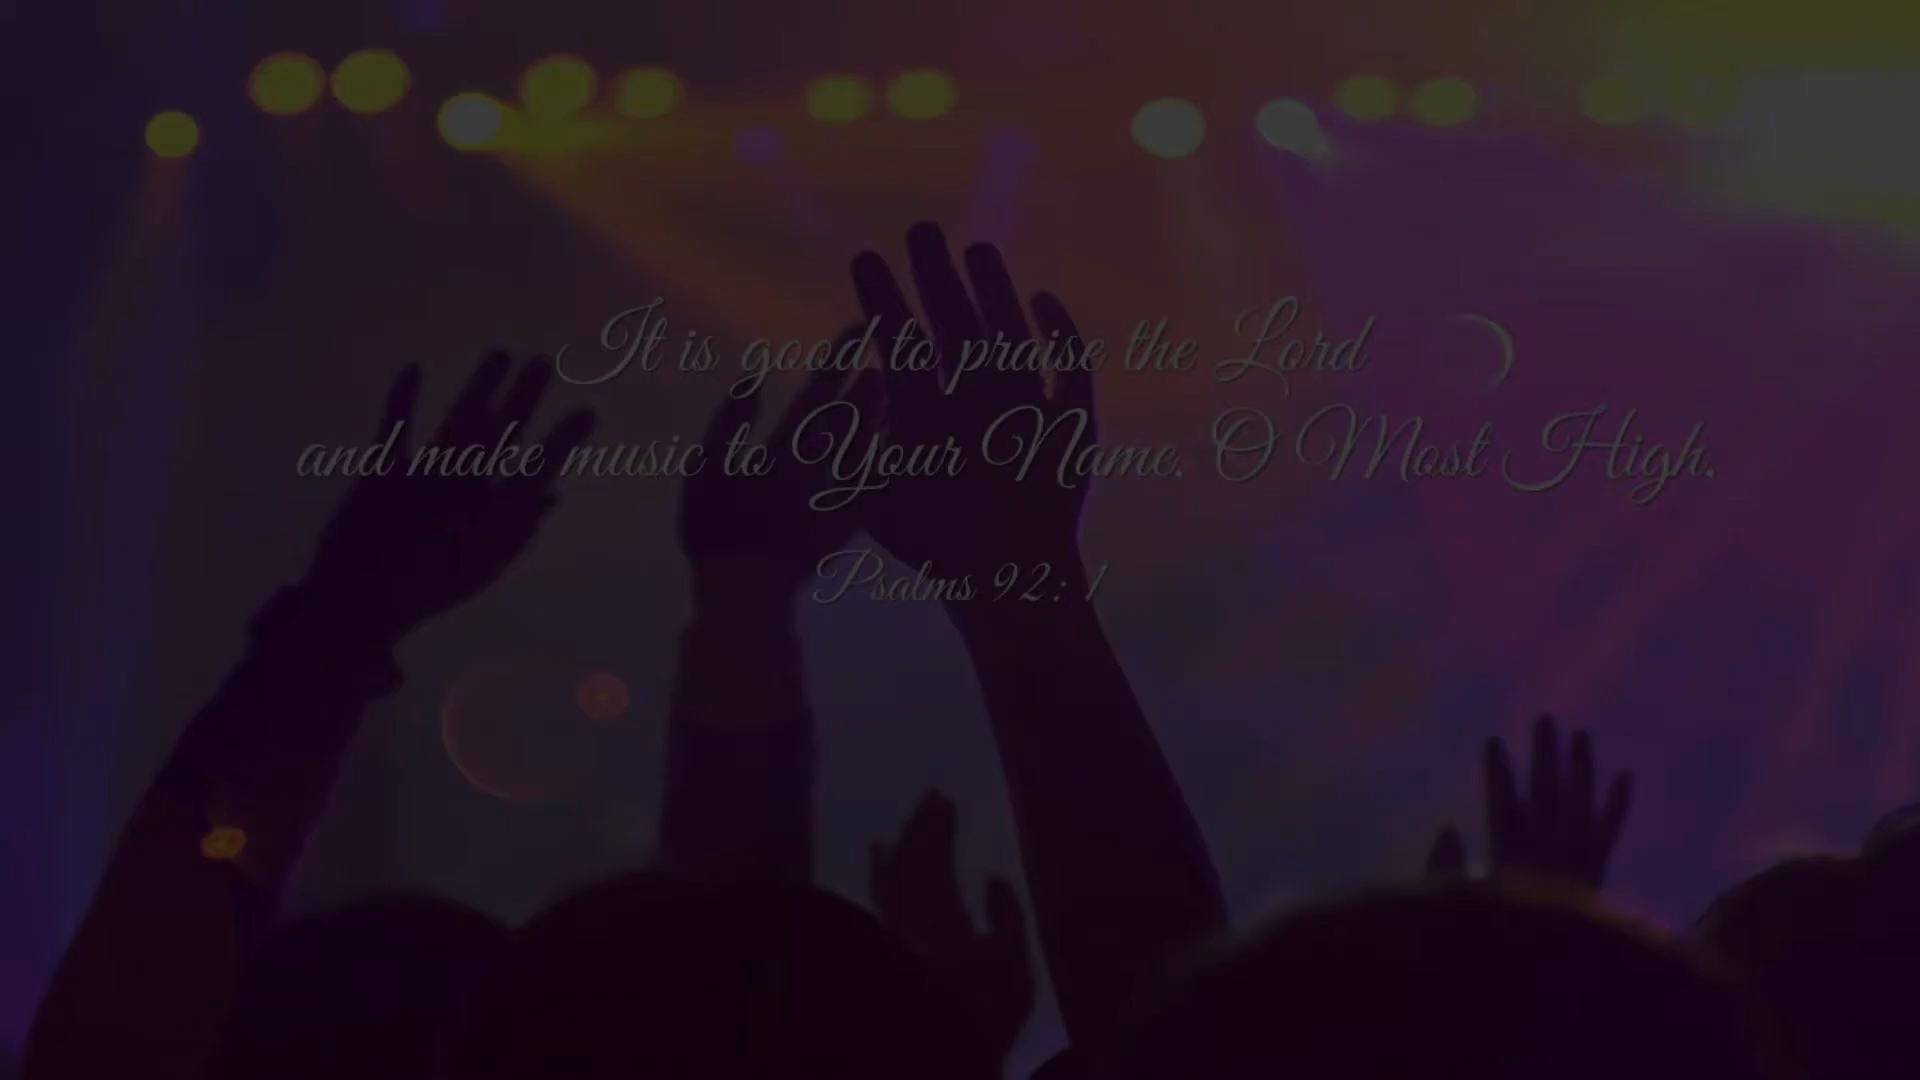 It is good to praise the Lord
and make music to Your Name, O Most High.
Psalms 92: 1